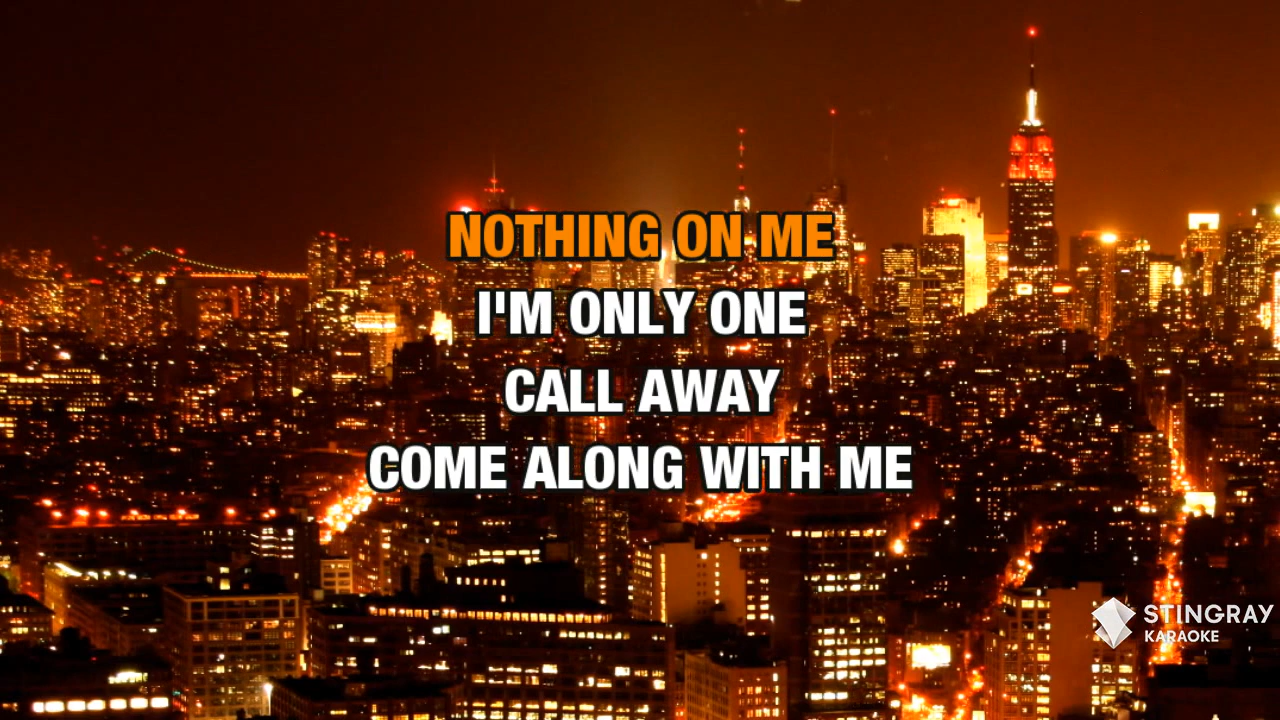 NOTHING ON ME
I'M ONLY ONE
CALL AWAY
COME ALONG WITH ME
STINGRAY
KARAOKE